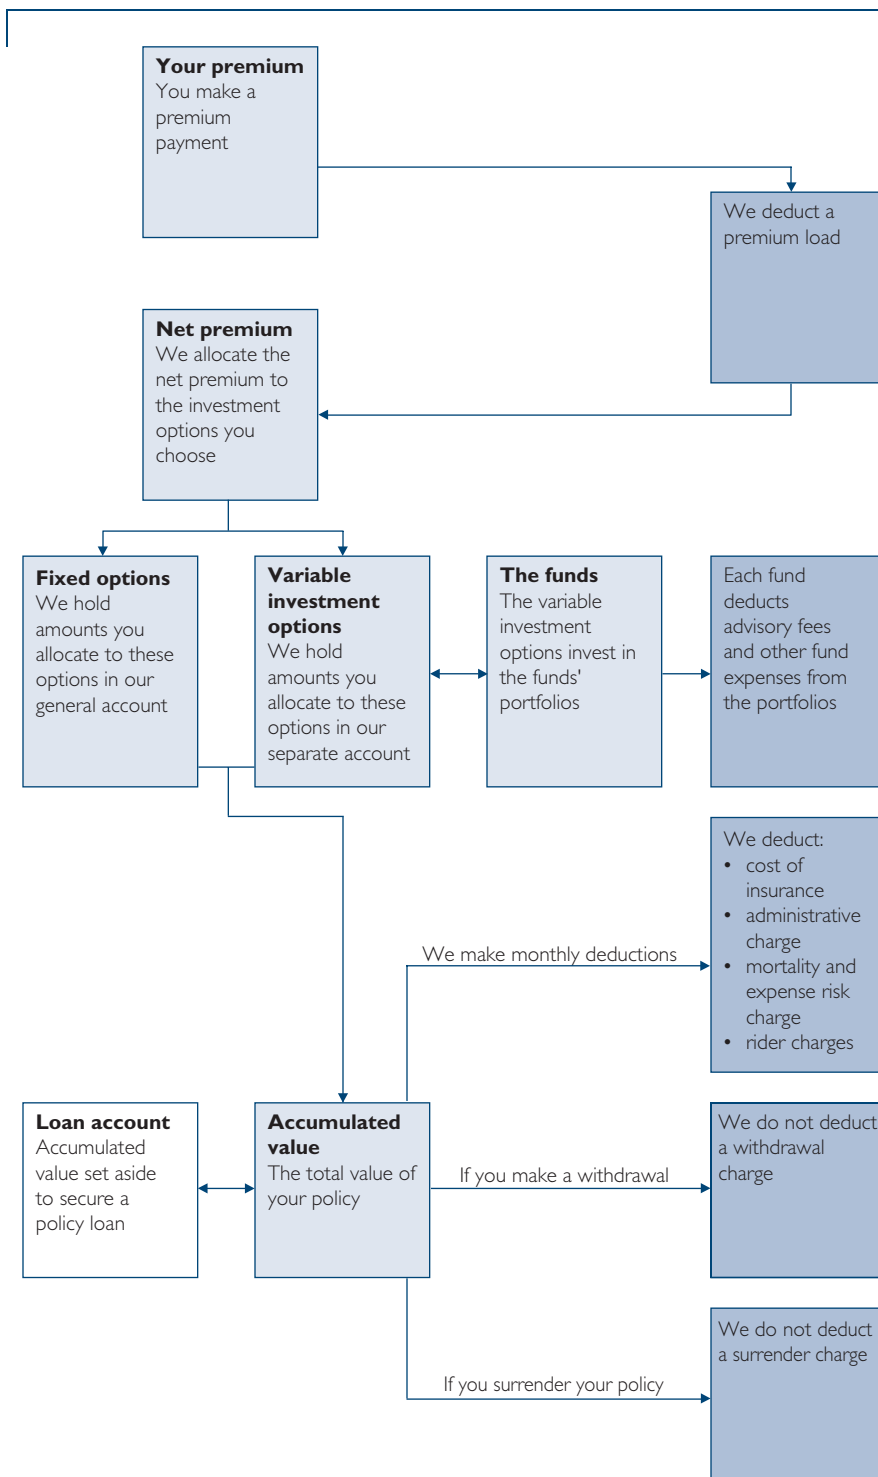 Your premium
You make a
premium
payment
We deduct a
premium load
Net premium
We allocate the
net premium to
the investment
options you
choose
Fixed options
We hold
amounts you
allocate to these
options in our
general account
Variable
investment
options
We hold
amounts you
allocate to these
options in our
separate account
The funds
The variable
investment
options invest in
the funds'
portfolios
Each fund
deducts
advisory fees
and other fund
expenses from
the portfolios
We deduct:
• cost of
insurance
• administrative
charge
• mortality and
expense risk
charge
• rider charges
We make monthly deductions
Loan account
Accumulated
value set aside
to secure a
policy loan
Accumulated
value
The total value of
your policy
If you make a withdrawal
We do not deduct
a withdrawal
charge
If you surrender your policy
We do not deduct
a surrender charge